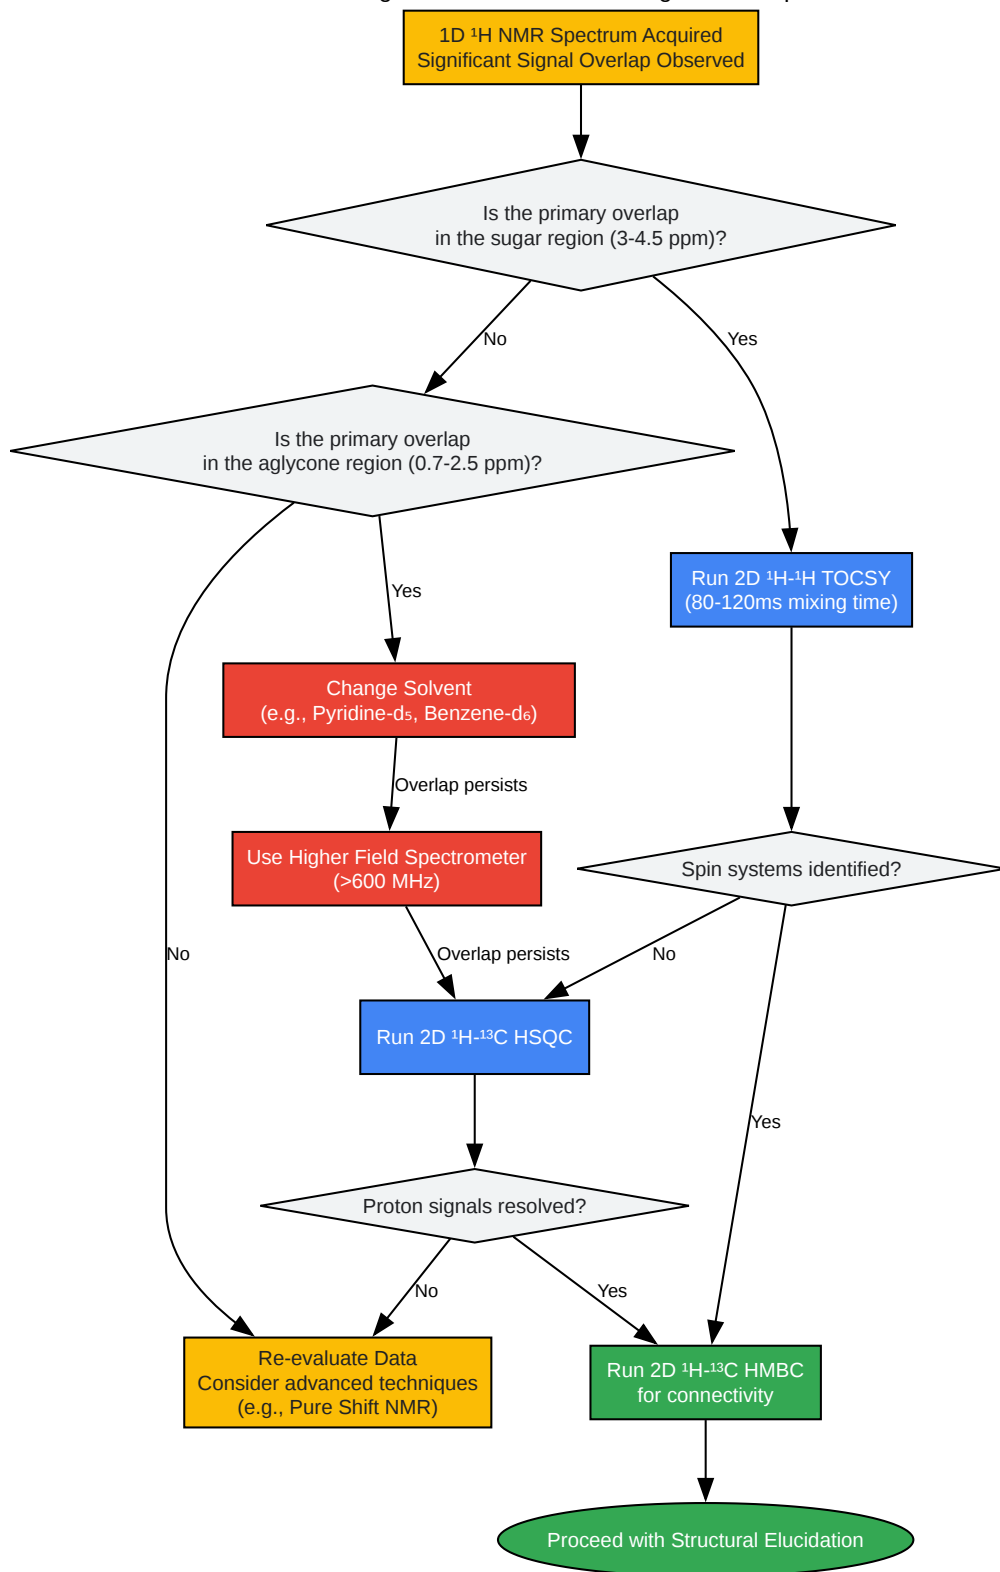 1D ¹H NMR Spectrum Acquired
Significant Signal Overlap Observed
Is the primary overlap
in the sugar region (3-4.5 ppm)?
No
Yes
Is the primary overlap
in the aglycone region (0.7-2.5 ppm)?
Yes
Run 2D ¹H-¹H TOCSY
(80-120ms mixing time)
Change Solvent
(e.g., Pyridine-d₅, Benzene-d₆)
Overlap persists
Use Higher Field Spectrometer
(>600 MHz)
Spin systems identified?
No
Overlap persists
No
Run 2D ¹H-¹³C HSQC
Yes
Proton signals resolved?
No
Yes
Re-evaluate Data
Consider advanced techniques
(e.g., Pure Shift NMR)
Run 2D ¹H-¹³C HMBC
for connectivity
Proceed with Structural Elucidation